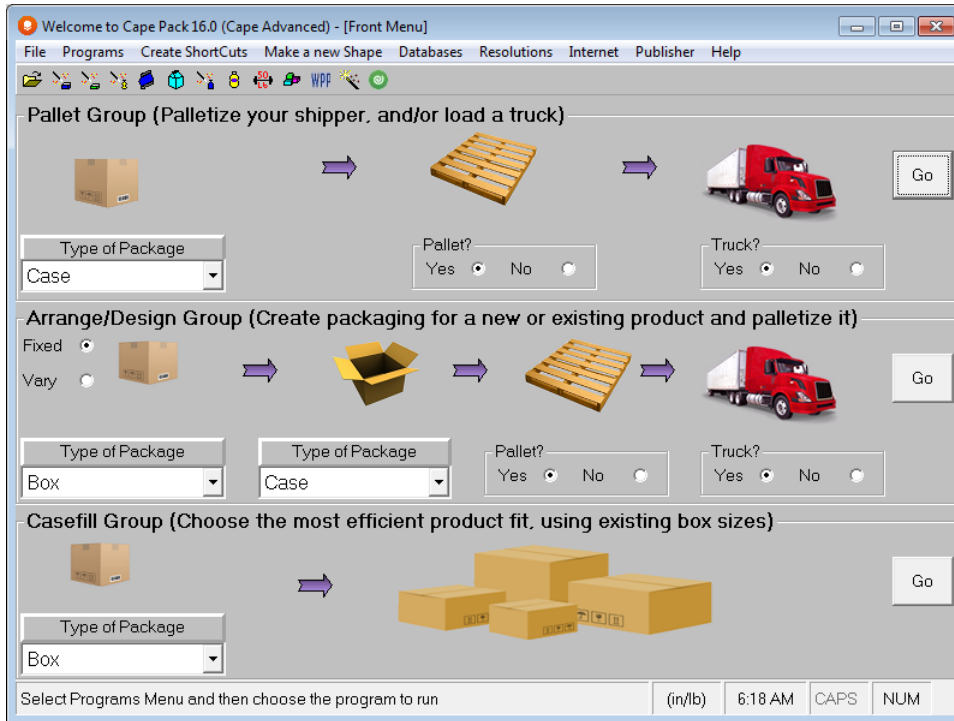 Welcome to Cape Pack 16.0 (Cape Advanced) - [Front Menu]
File Programs Create ShortCuts Make a new Shape Databases Resolutions Internet Publisher Help
WPP
Pallet Group (Palletize your shipper, and/or load a truck)
Go
Type of Package
Pallet?
Truck?
Case
Yes No
Yes No
Arrange/Design Group (Create packaging for a new or existing product and palletize it)
Fixed
Vary
Go
Type of Package
Type of Package
Pallet?
Truck?
Box
Case
Yes No
Yes No
Casefill Group (Choose the most efficient product fit, using existing box sizes)
Go
Type of Package
Box
Select Programs Menu and then choose the program to run (in/lb) 6:18 AM CAPS NUM